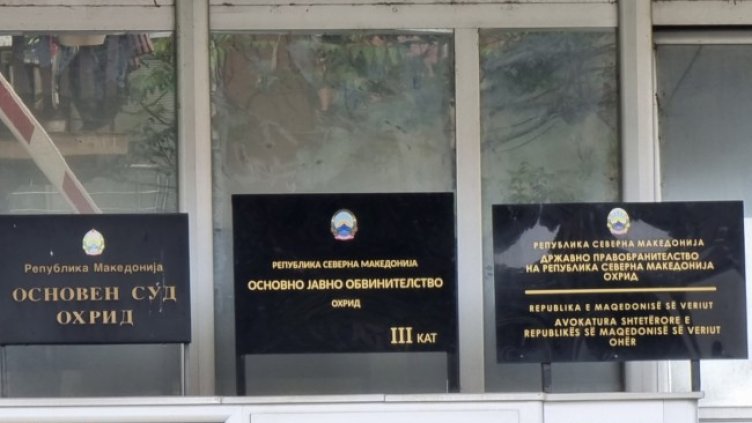 Република Македонија
ОСНОВЕН СУД
ОХРИД
РЕПУБЛИКА СЕВЕРНА МАКЕДОНИЈА
ОСНОВНО ЈАВНО ОБВИНИТЕЛСТВО
ОХРИД
III КАТ
РЕПУБЛИКА СЕВЕРНА МАКЕДОНИЈА
ДРЖАВНО ПРАВОБРАНИТЕЛСТВО
НА РЕПУБЛИКА СЕВЕРНА МАКЕДОНИЈА
ОХРИД
REPUBLIKA E MAQEDONISË SË VERIUT
AVOKATURA SHTETËRORE E
REPUBLIKËS SË MAQEDONISË SË VERIUT
OHËR